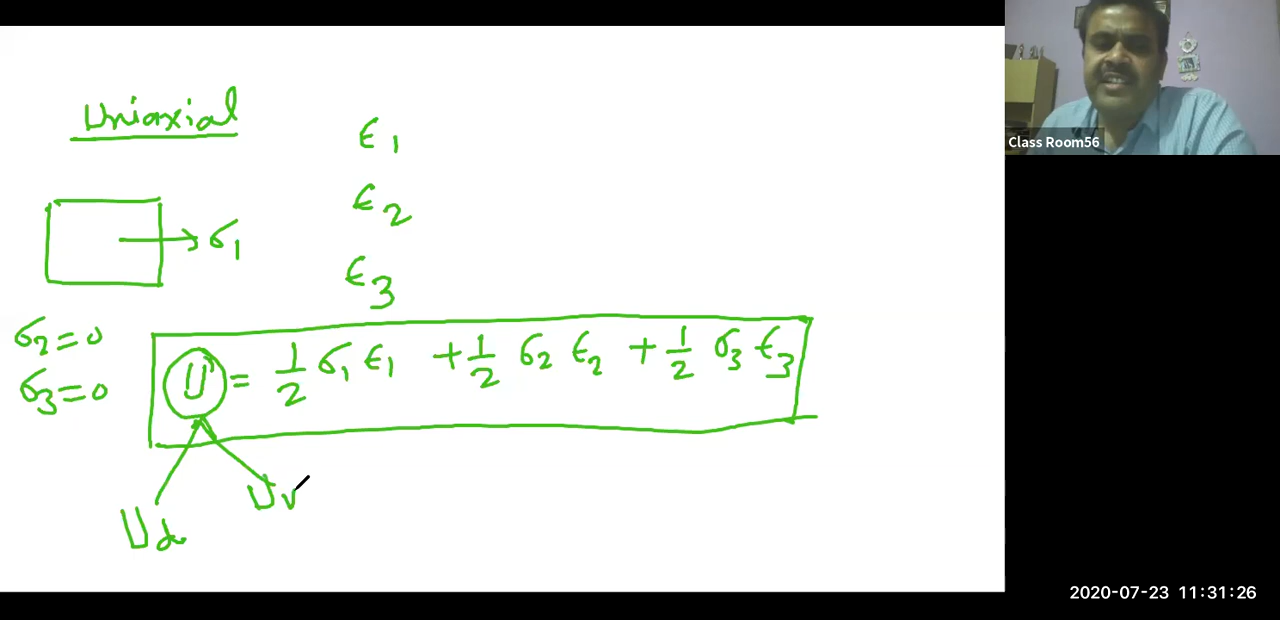 Uniaxial
ϵ1
ϵ2
σ1
ϵ3
σ2=0
σ3=0
U = 1/2 σ1 ϵ1 + 1/2 σ2 ϵ2 + 1/2 σ3 ϵ3
Ud
Uv
Class Room56
2020-07-23 11:31:26